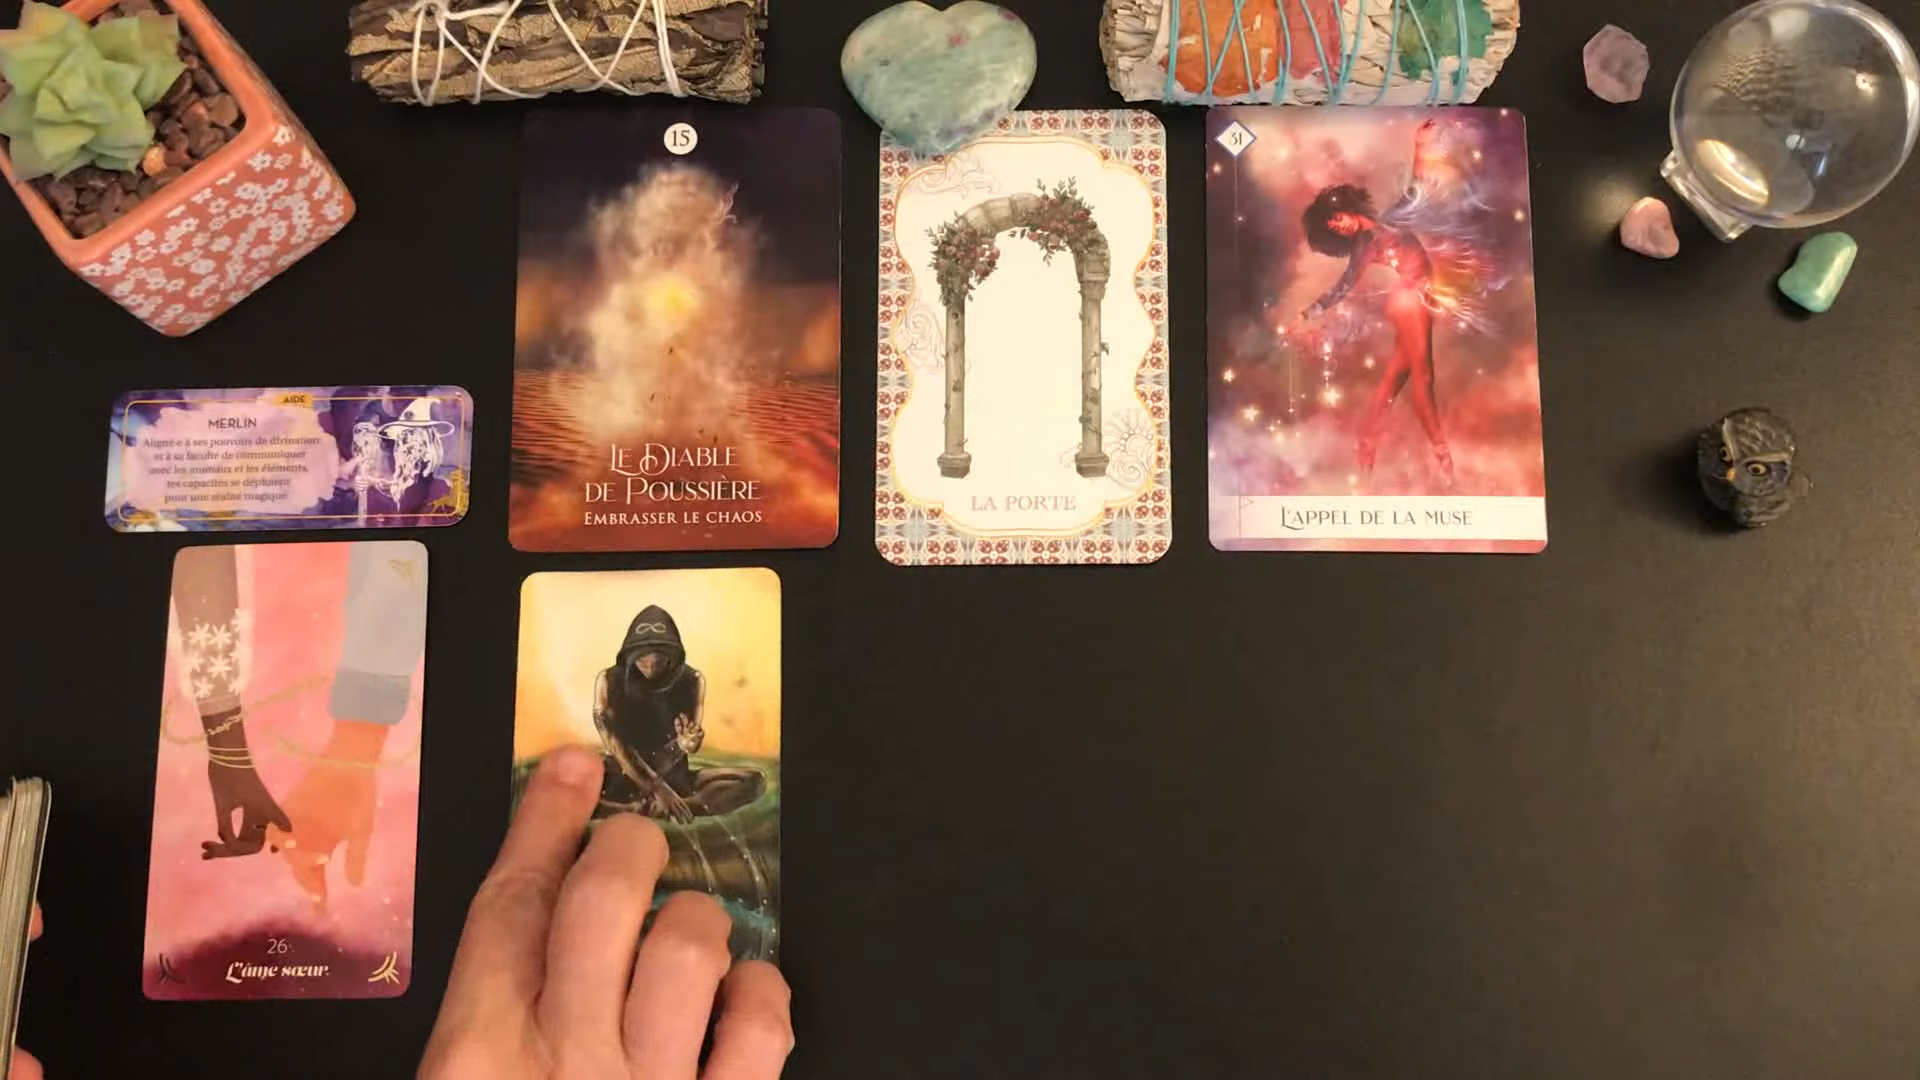 15
LE DIABLE
DE POUSSIÈRE
EMBRASSER LE CHAOS
LA PORTE
31
L'APPEL DE LA MUSE
AIDE
MERLIN
Aligné·e à ses pouvoirs de divination
et à sa faculté de communiquer
avec les animaux et les éléments,
tes capacités se déploient
pour une réalité magique
26
L'âme sœur